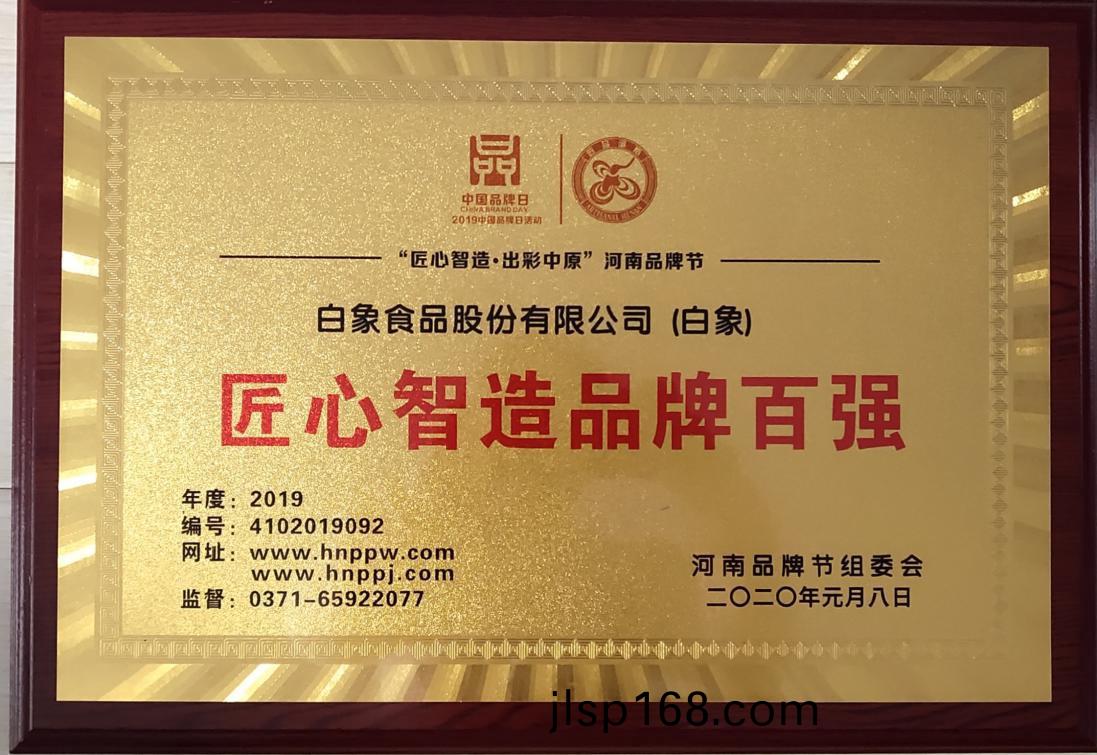 中国品牌日
CHINA BRAND DAY
2019中国品牌日活动
“匠心智造·出彩中原”河南品牌节
白象食品股份有限公司 (白象)
匠心智造品牌百强
年度：2019
编号：4102019092
网址：www.hnppw.com
www.hnppj.com
监督：0371-65922077
河南品牌节组委会
二〇二〇年元月八日
jlsp168.com